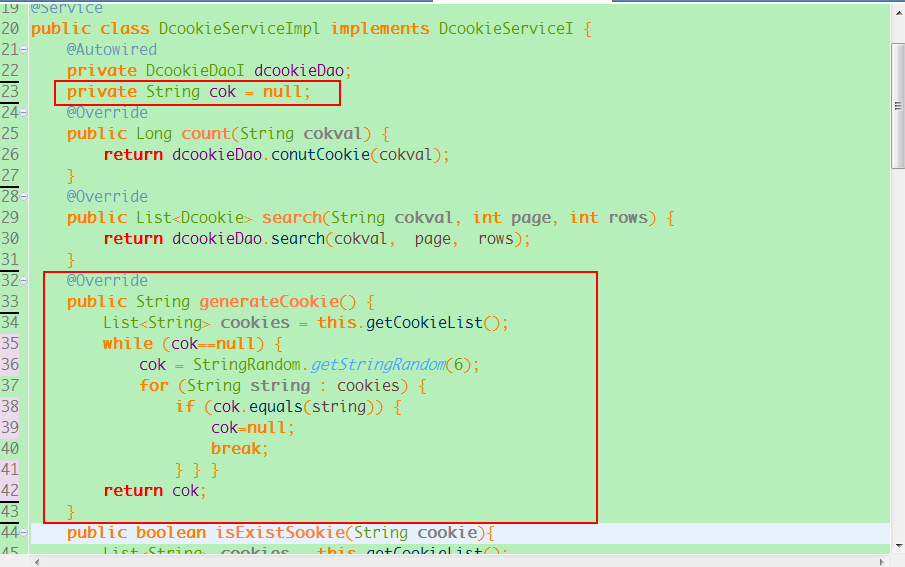 19 @Service
20 public class DcookieServiceImpl implements DcookieServiceI {
21 @Autowired
22 private DcookieDaoI dcookieDao;
23 private String cok = null;
24 @Override
25 public Long count(String cokval) {
26 return dcookieDao.conutCookie(cokval);
27 }
28 @Override
29 public List<Dcookie> search(String cokval, int page, int rows) {
30 return dcookieDao.search(cokval, page, rows);
31 }
32 @Override
33 public String generateCookie() {
34 List<String> cookies = this.getCookieList();
35 while (cok==null) {
36 cok = StringRandom.getStringRandom(6);
37 for (String string : cookies) {
38 if (cok.equals(string)) {
39 cok=null;
40 break;
41 } } }
42 return cok;
43 }
44 public boolean isExistSookie(String cookie){
45 List<String> cookies = this.getCookieList();